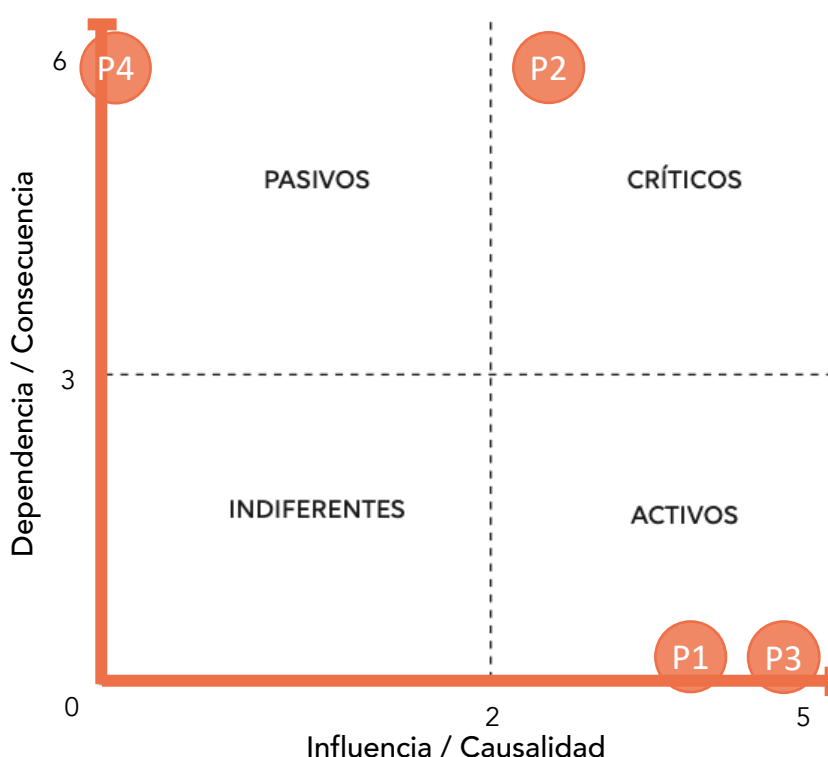 6
P4
P2
PASIVOS
CRÍTICOS
Dependencia / Consecuencia
3
INDIFERENTES
ACTIVOS
P1
P3
0
2
5
Influencia / Causalidad